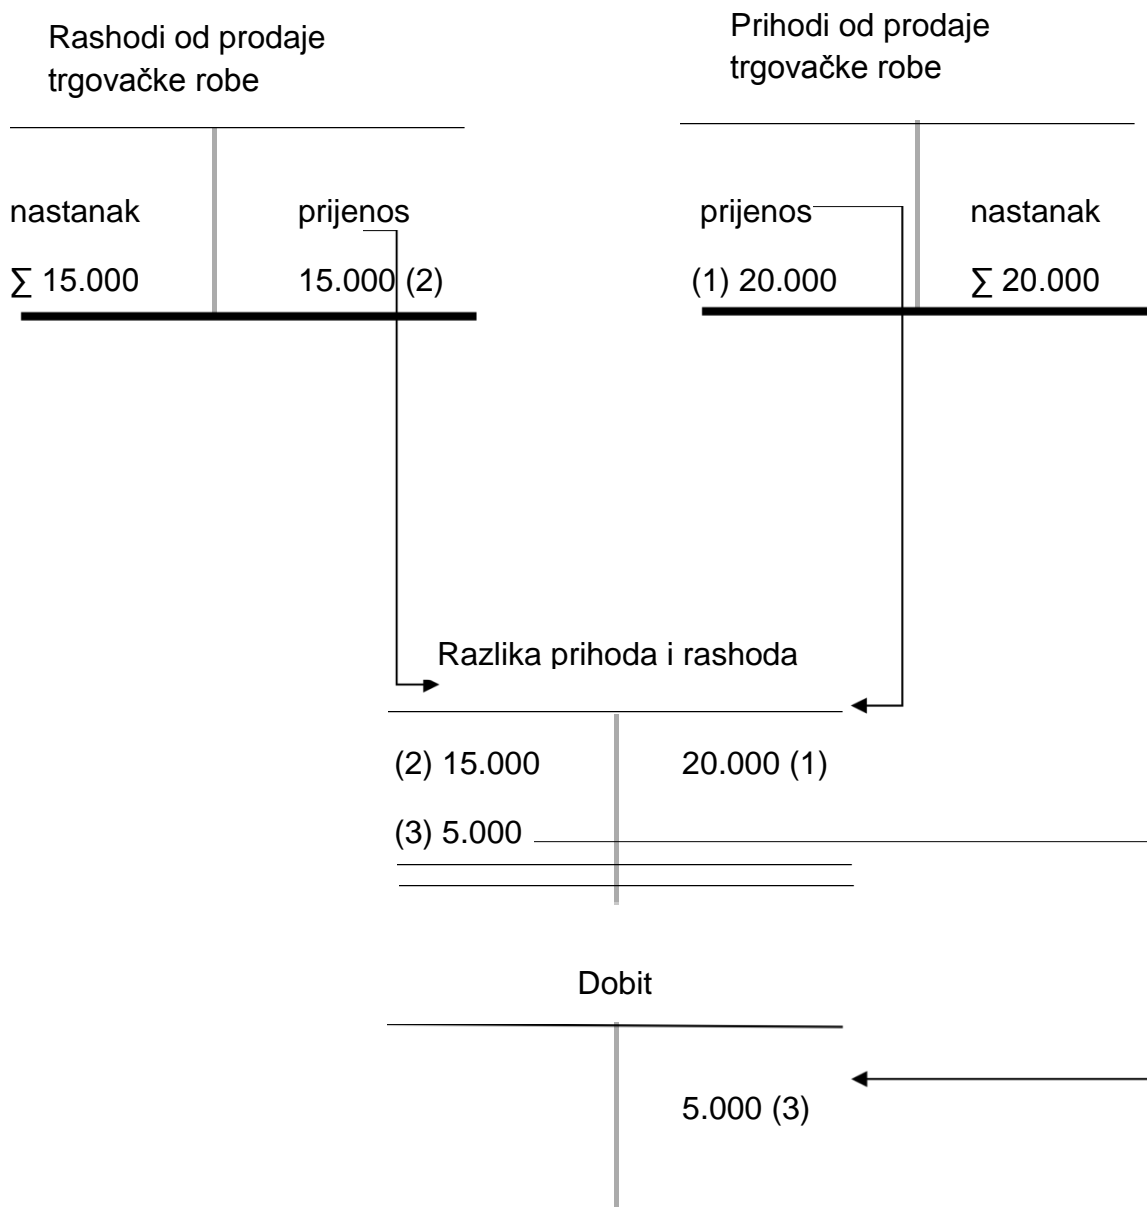 Rashodi od prodaje
trgovačke robe
Prihodi od prodaje
trgovačke robe
nastanak prijenos prijenos nastanak
∑ 15.000 15.000 (2) (1) 20.000 ∑ 20.000
Razlika prihoda i rashoda
(2) 15.000 20.000 (1)
(3) 5.000
Dobit
5.000 (3)